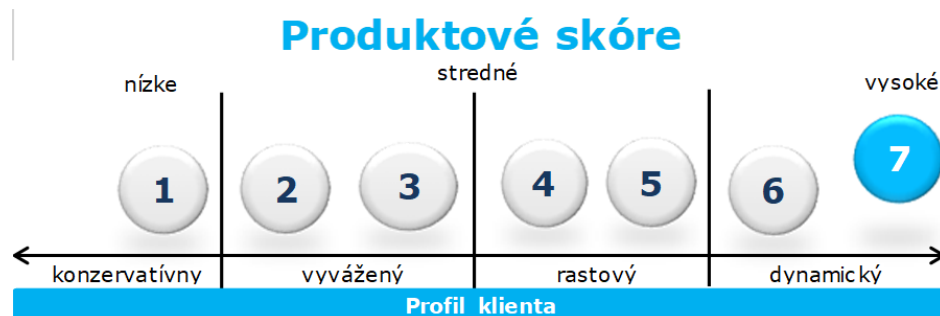 Produktové skóre
nízke
stredné
vysoké
1 2 3 4 5 6 7
konzervatívny vyvážený rastový dynamický
Profil klienta